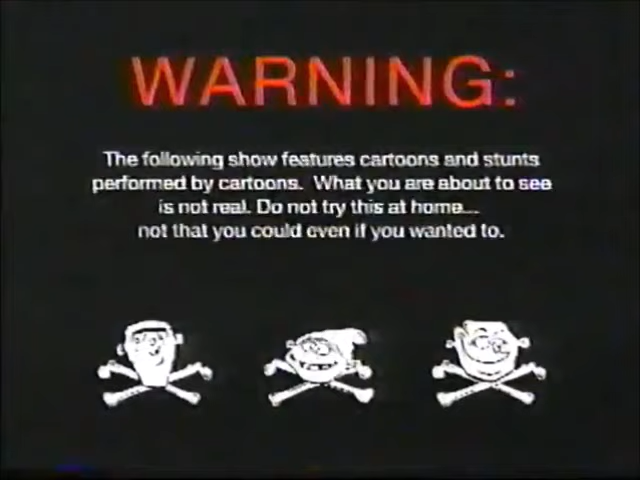 WARNING:
The following show features cartoons and stunts
performed by cartoons. What you are about to see
is not real. Do not try this at home...
not that you could even if you wanted to.